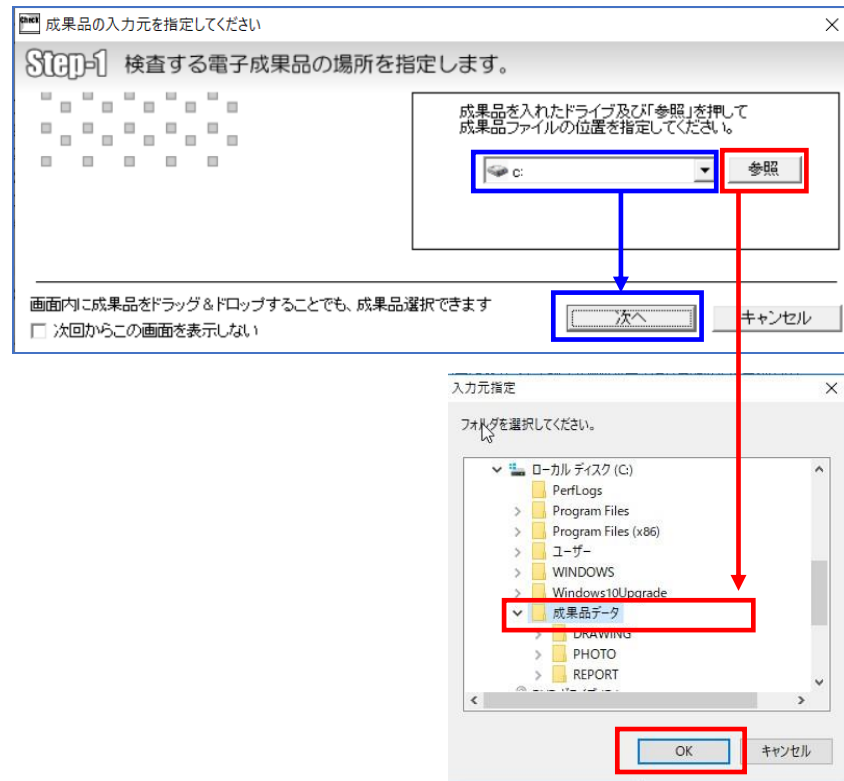 Check 成果品の入力元を指定してください
Step-1 検査する電子成果品の場所を指定します。
成果品を入れたドライブ及び「参照」を押して
成果品ファイルの位置を指定してください。
c:
参照
画面内に成果品をドラッグ＆ドロップすることでも、成果品選択できます
次へ
キャンセル
次回からこの画面を表示しない
入力元指定
フォルダを選択してください。
ローカル ディスク (C:)
PerfLogs
Program Files
Program Files (x86)
ユーザー
WINDOWS
Windows10Upgrade
成果品データ
DRAWING
PHOTO
REPORT
OK
キャンセル